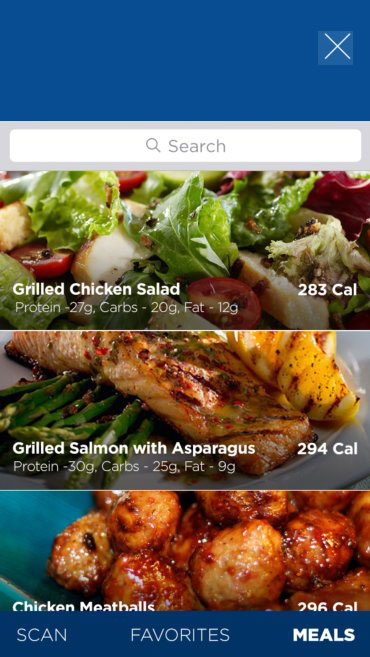 Search
Grilled Chicken Salad 283 Cal
Protein -27g, Carbs - 20g, Fat - 12g
Grilled Salmon with Asparagus 294 Cal
Protein -30g, Carbs - 25g, Fat - 9g
Chicken Meatballs 296 Cal
SCAN FAVORITES MEALS